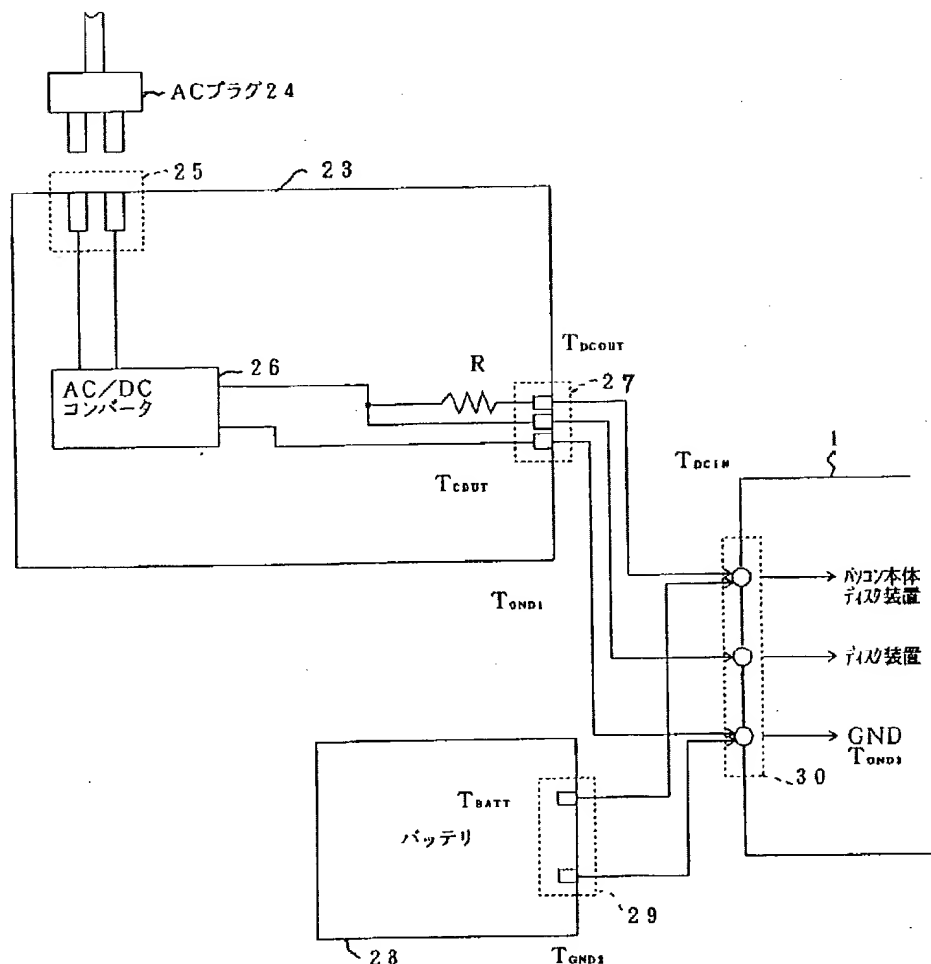 ACプラグ24
25
23
AC/DC
コンバータ
26
R
TDCOUT
27
TCOUT
TGND1
TDCIN
1
パソコン本体
ディスク装置
ディスク装置
GND
TGND3
30
TBATT
バッテリ
29
28
TGND2